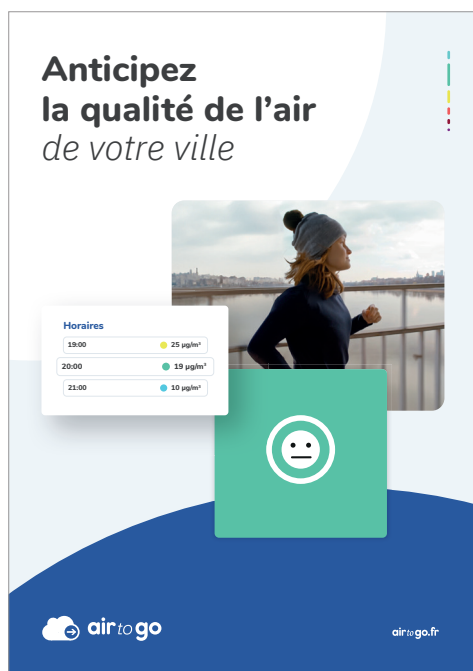 Anticipez
la qualité de l’air
de votre ville
Horaires
19:00 25 µg/m³
20:00 19 µg/m³
21:00 10 µg/m³
air to go
airtogo.fr